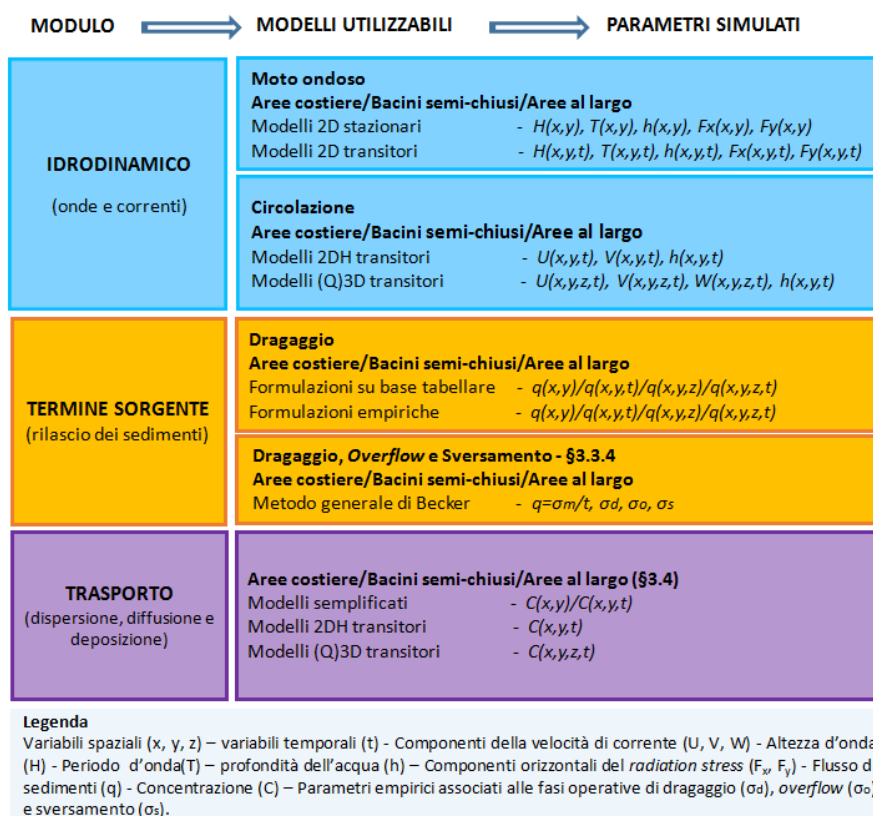 MODULO MODELLI UTILIZZABILI PARAMETRI SIMULATI
IDRODINAMICO
(onde e correnti)
Moto ondoso
Aree costiere/Bacini semi-chiusi/Aree al largo
Modelli 2D stazionari - H(x,y), T(x,y), h(x,y), Fx(x,y), Fy(x,y)
Modelli 2D transitori - H(x,y,t), T(x,y,t), h(x,y,t), Fx(x,y,t), Fy(x,y,t)
Circolazione
Aree costiere/Bacini semi-chiusi/Aree al largo
Modelli 2DH transitori - U(x,y,t), V(x,y,t), h(x,y,t)
Modelli (Q)3D transitori - U(x,y,z,t), V(x,y,z,t), W(x,y,z,t), h(x,y,t)
TERMINE SORGENTE
(rilascio dei sedimenti)
Dragaggio
Aree costiere/Bacini semi-chiusi/Aree al largo
Formulazioni su base tabellare - q(x,y)/q(x,y,t)/q(x,y,z)/q(x,y,z,t)
Formulazioni empiriche - q(x,y)/q(x,y,t)/q(x,y,z)/q(x,y,z,t)
Dragaggio, Overflow e Sversamento - §3.3.4
Aree costiere/Bacini semi-chiusi/Aree al largo
Metodo generale di Becker - q=σm/t, σd, σo, σs
TRASPORTO
(dispersione, diffusione e
deposizione)
Aree costiere/Bacini semi-chiusi/Aree al largo (§3.4)
Modelli semplificati - C(x,y)/C(x,y,t)
Modelli 2DH transitori - C(x,y,t)
Modelli (Q)3D transitori - C(x,y,z,t)
Legenda
Variabili spaziali (x, y, z) – variabili temporali (t) - Componenti della velocità di corrente (U, V, W) - Altezza d'onda
(H) - Periodo d'onda(T) – profondità dell'acqua (h) – Componenti orizzontali del radiation stress (Fx, Fy) - Flusso d
sedimenti (q) - Concentrazione (C) – Parametri empirici associati alle fasi operative di dragaggio (σd), overflow (σo)
e sversamento (σs).